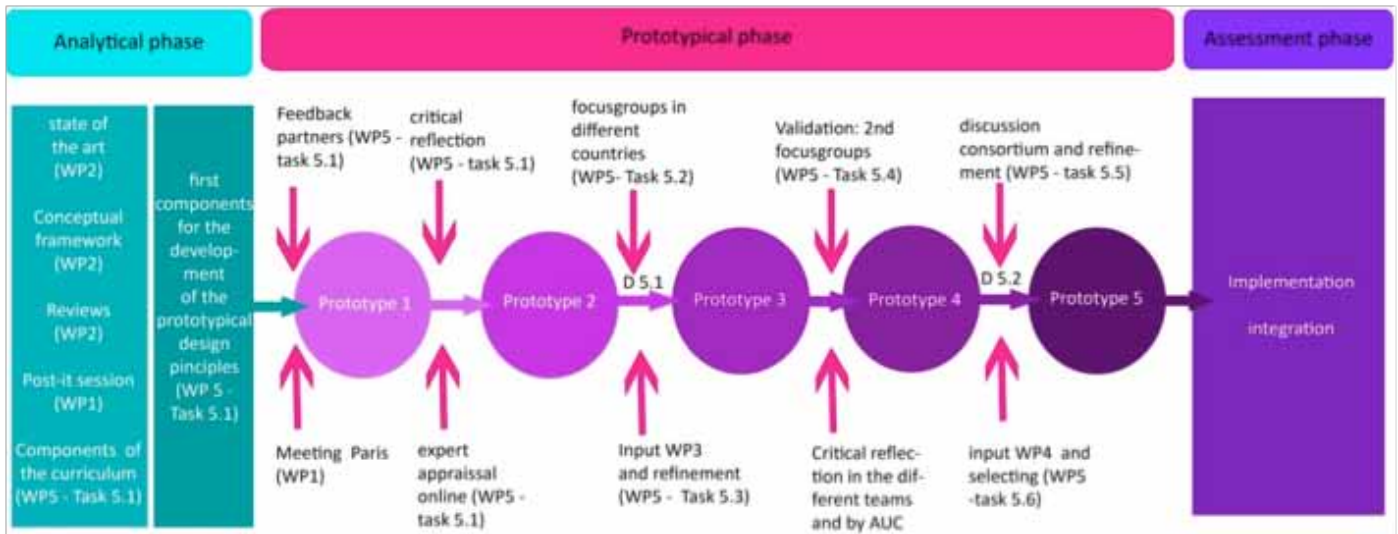 Analytical phase
Prototypical phase
Assessment phase
state of
the art
(WP2)
Conceptual
framework
(WP2)
Reviews
(WP2)
Post-it session
(WP1)
Components of
the curriculum
(WP5 - Task 5.1)
first
components
for the
develop-
ment
of the
prototypical
design
pinciples
(WP 5 -
Task 5.1)
Feedback
partners (WP5 -
task 5.1)
critical
reflection
(WP5 - task 5.1)
focusgroups in
different
countries
(WP5- Task 5.2)
Validation: 2nd
focusgroups
(WP5 - Task 5.4)
discussion
consortium and refine-
ment (WP5 - task 5.5)
Prototype 1
Prototype 2
D 5.1
Prototype 3
Prototype 4
D 5.2
Prototype 5
Implementation
integration
Meeting Paris
(WP1)
expert
appraissal
online (WP5 -
task 5.1)
Input WP3
and refinement
(WP5 - Task 5.3)
Critical reflec-
tion in the dif-
ferent teams
and by AUC
input WP4 and
selecting (WP5
-task 5.6)